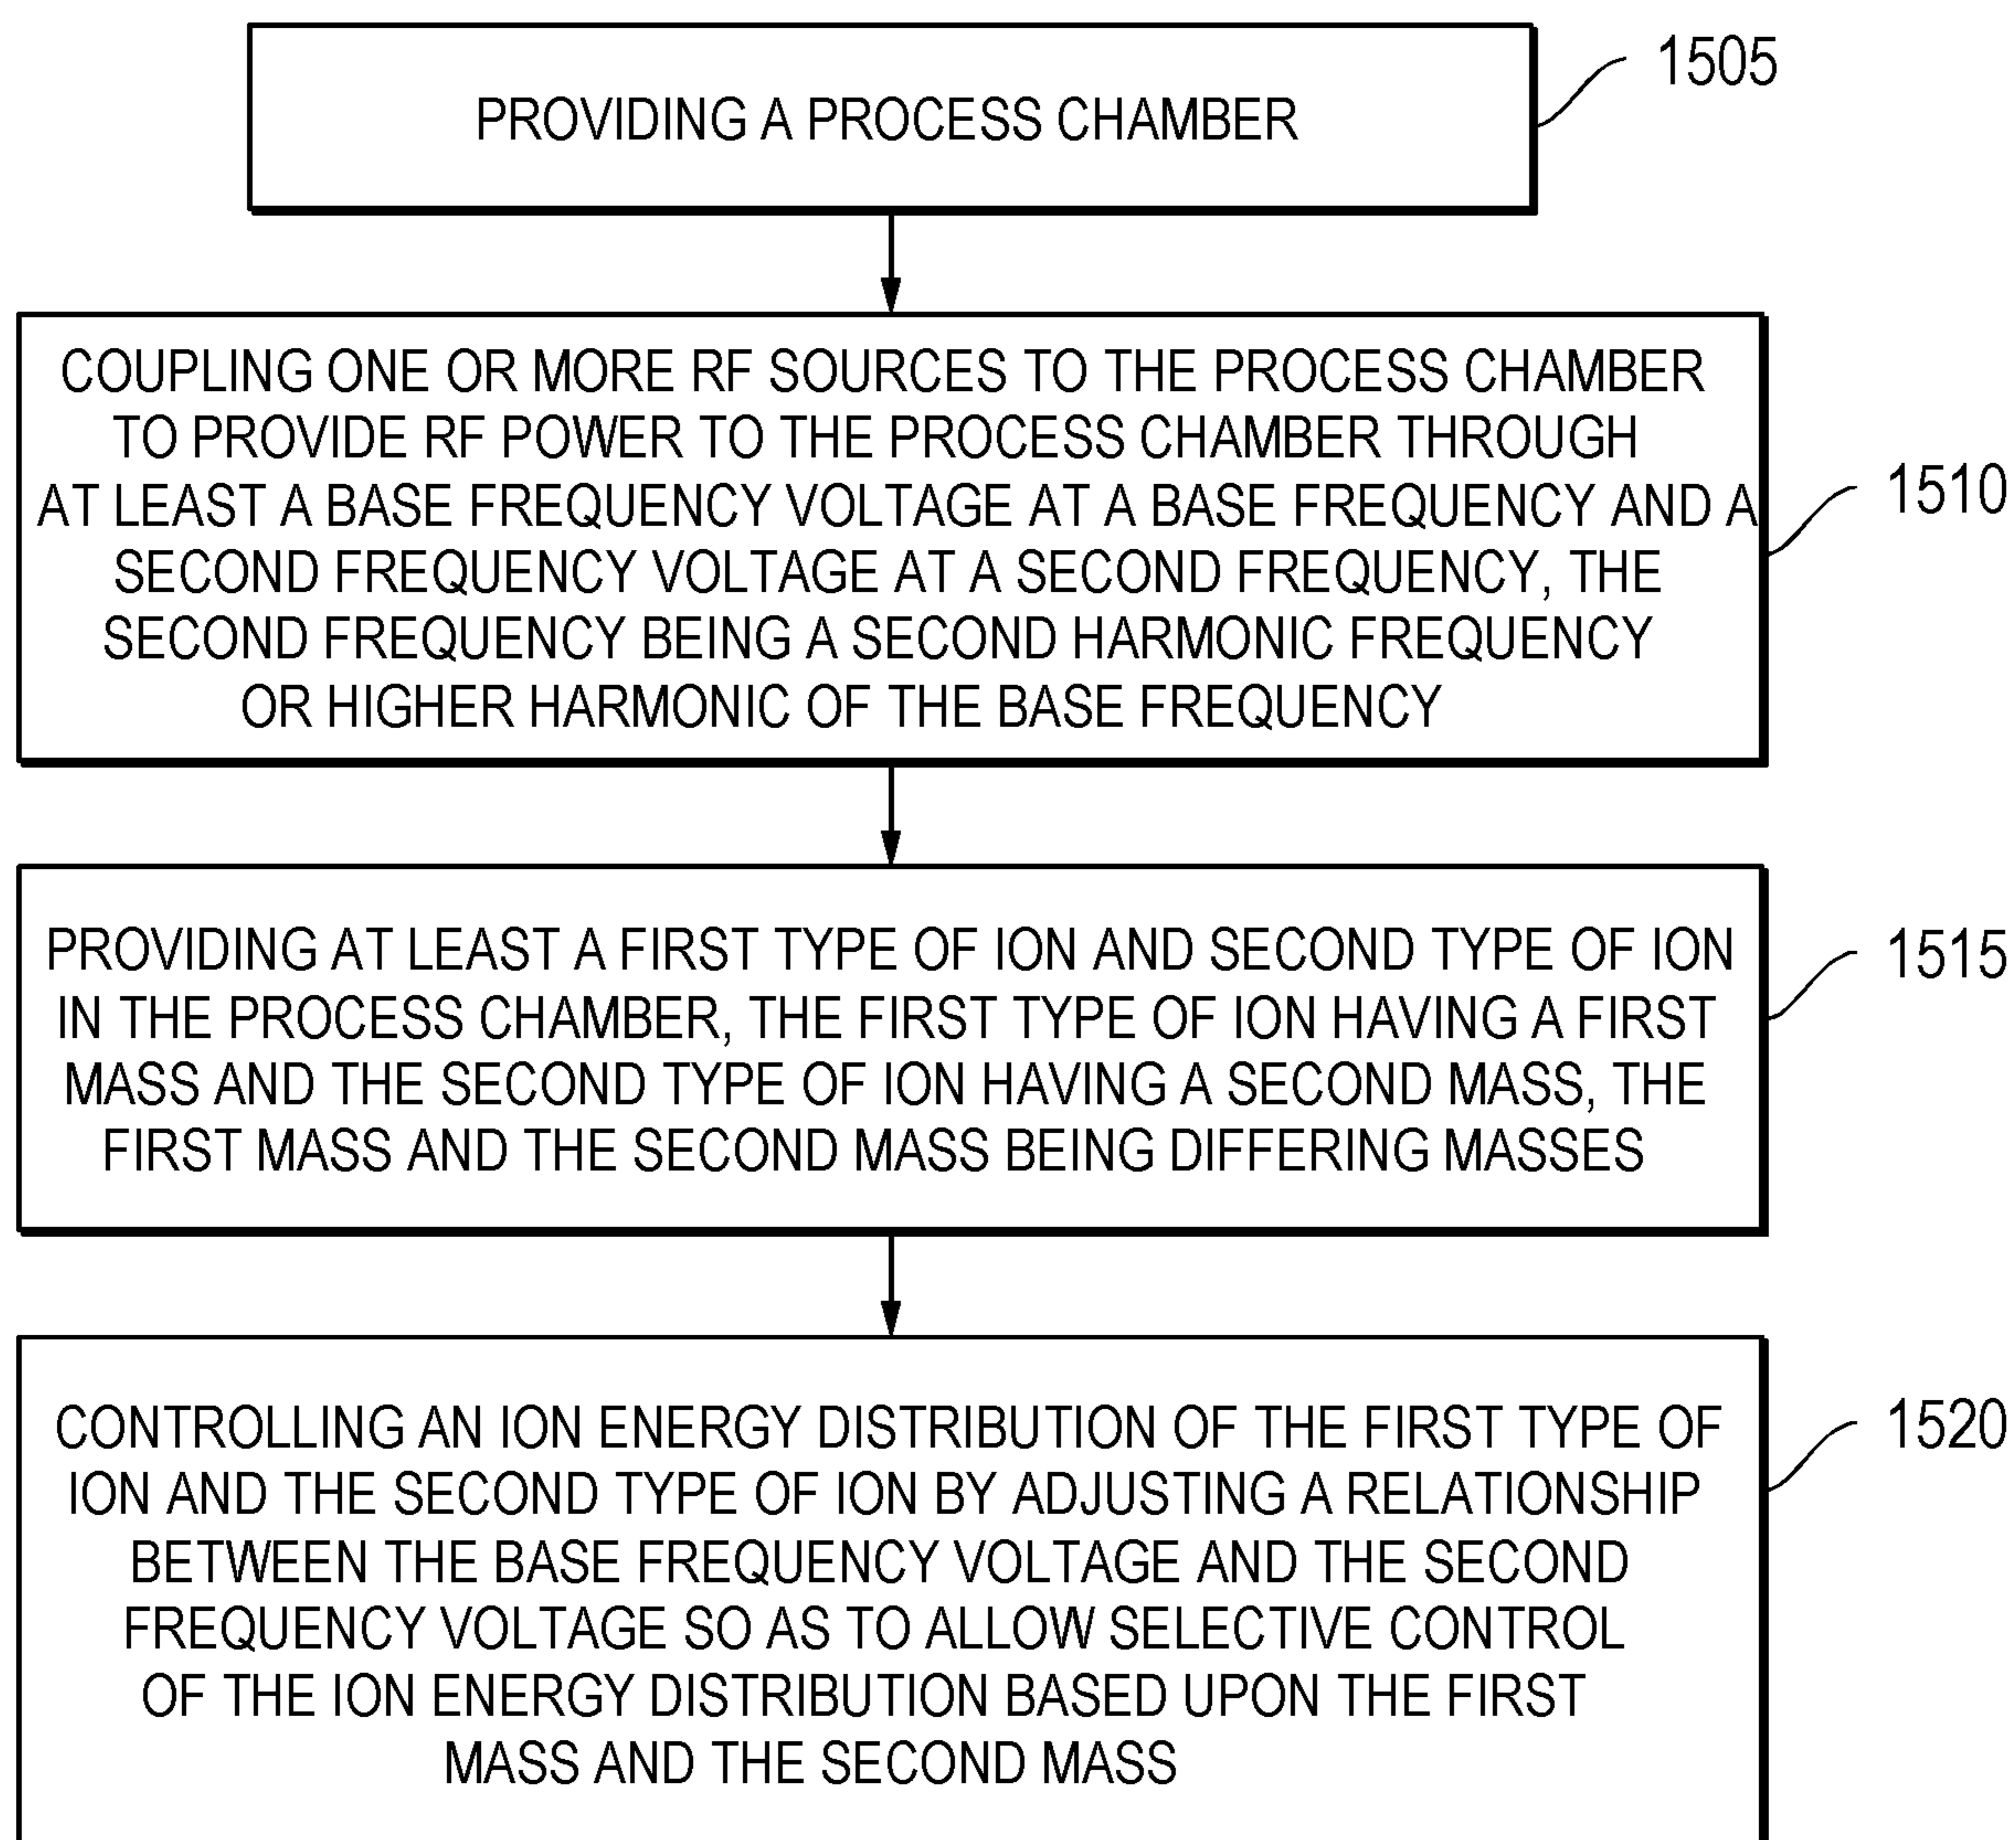 PROVIDING A PROCESS CHAMBER
1505
COUPLING ONE OR MORE RF SOURCES TO THE PROCESS CHAMBER
TO PROVIDE RF POWER TO THE PROCESS CHAMBER THROUGH
AT LEAST A BASE FREQUENCY VOLTAGE AT A BASE FREQUENCY AND A
SECOND FREQUENCY VOLTAGE AT A SECOND FREQUENCY, THE
SECOND FREQUENCY BEING A SECOND HARMONIC FREQUENCY
OR HIGHER HARMONIC OF THE BASE FREQUENCY
1510
PROVIDING AT LEAST A FIRST TYPE OF ION AND SECOND TYPE OF ION
IN THE PROCESS CHAMBER, THE FIRST TYPE OF ION HAVING A FIRST
MASS AND THE SECOND TYPE OF ION HAVING A SECOND MASS, THE
FIRST MASS AND THE SECOND MASS BEING DIFFERING MASSES
1515
CONTROLLING AN ION ENERGY DISTRIBUTION OF THE FIRST TYPE OF
ION AND THE SECOND TYPE OF ION BY ADJUSTING A RELATIONSHIP
BETWEEN THE BASE FREQUENCY VOLTAGE AND THE SECOND
FREQUENCY VOLTAGE SO AS TO ALLOW SELECTIVE CONTROL
OF THE ION ENERGY DISTRIBUTION BASED UPON THE FIRST
MASS AND THE SECOND MASS
1520